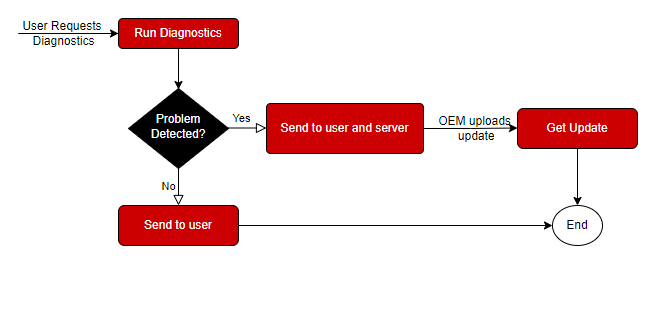 User Requests
Diagnostics
Run Diagnostics
Problem
Detected?
Yes
Send to user and server
OEM uploads
update
Get Update
No
Send to user
End